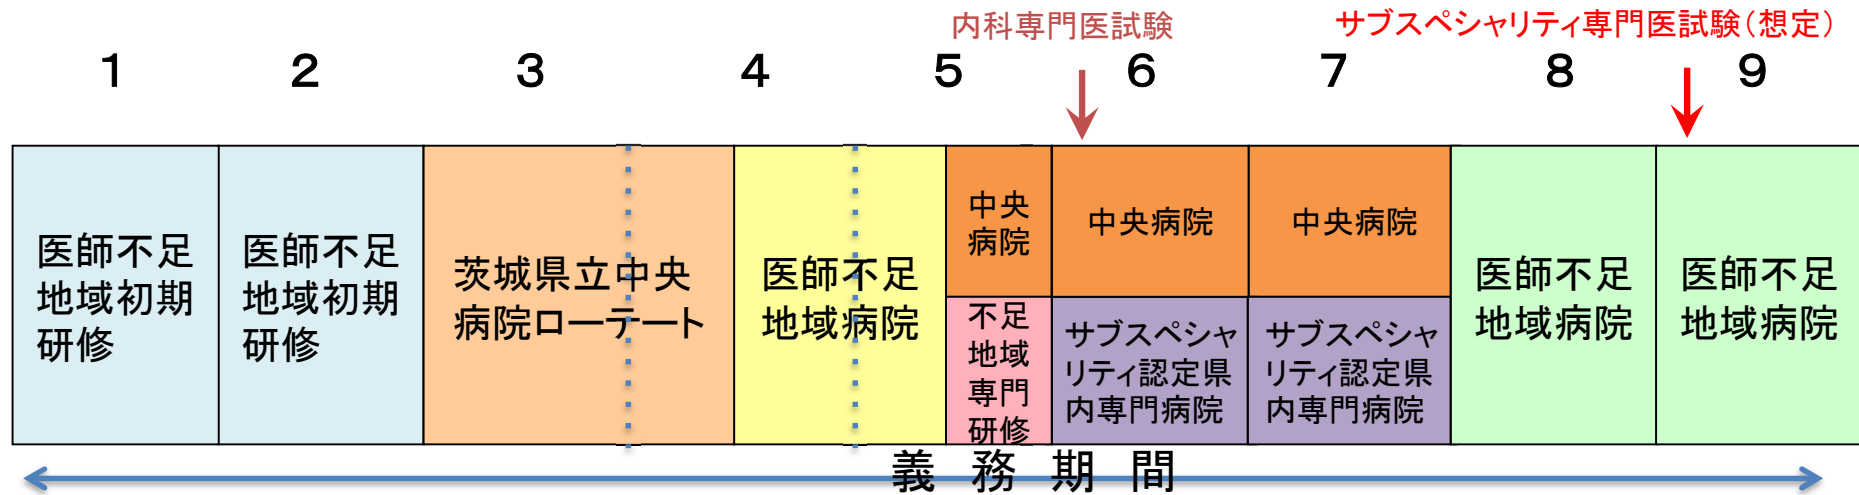 内科専門医試験
サブスペシャリティ専門医試験(想定)
1 2 3 4 5 6 7 8 9
医師不足
地域初期
研修
医師不足
地域初期
研修
茨城県立中央
病院ローテート
医師不足
地域病院
中央
病院
不足
地域
専門
研修
中央病院
サブスペシャ
リティ認定県
内専門病院
中央病院
サブスペシャ
リティ認定県
内専門病院
医師不足
地域病院
医師不足
地域病院
義務期間